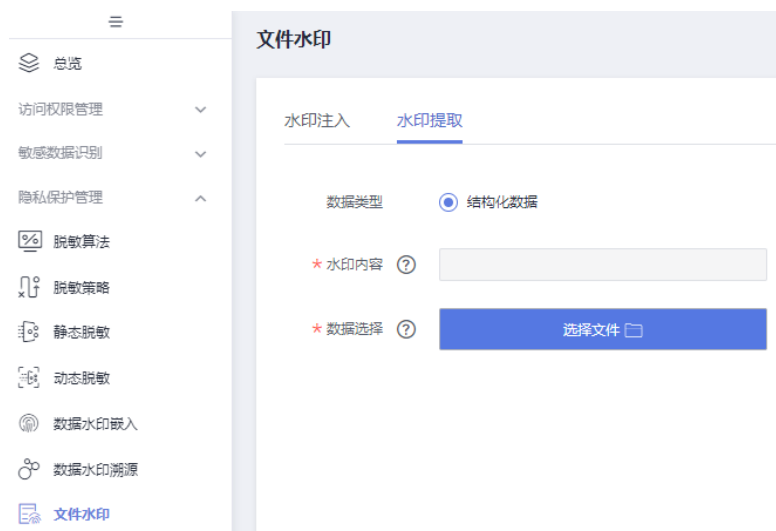 总览
访问权限管理
敏感数据识别
隐私保护管理
脱敏算法
脱敏策略
静态脱敏
动态脱敏
数据水印嵌入
数据水印溯源
文件水印
文件水印
水印注入 水印提取
数据类型 结构化数据
* 水印内容 ?
* 数据选择 ? 选择文件